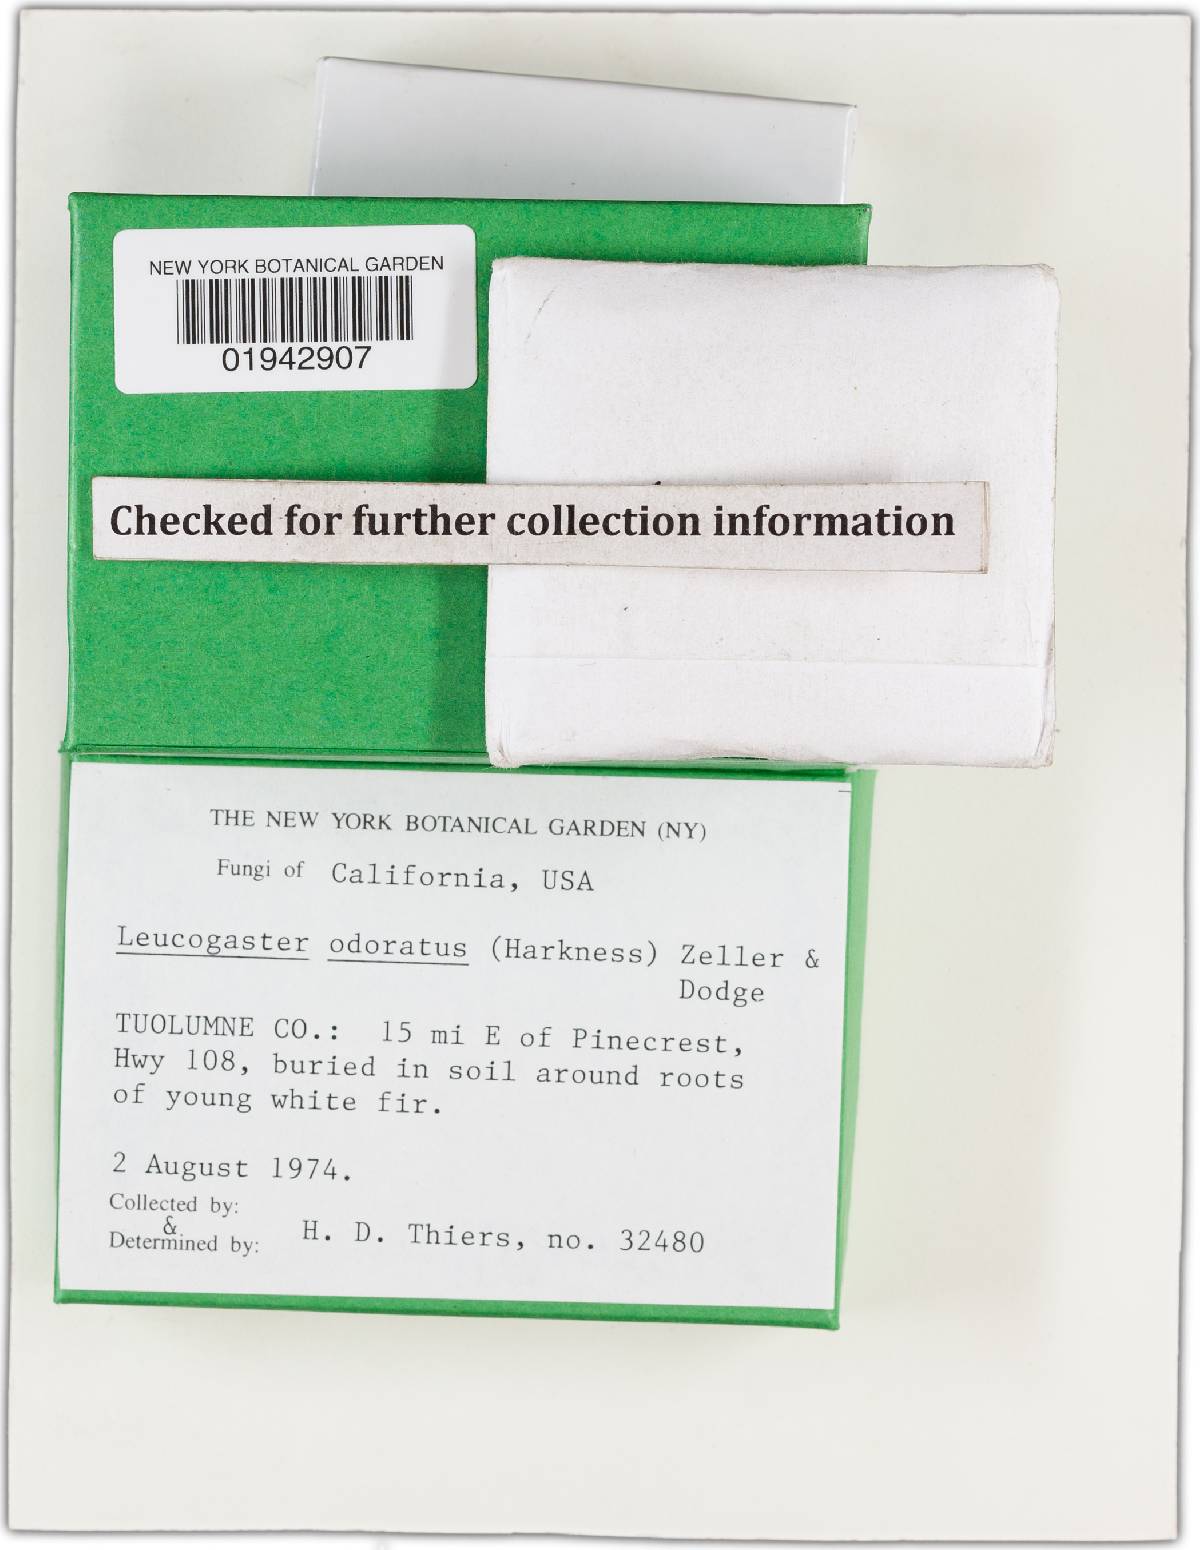 NEW YORK BOTANICAL GARDEN
01942907
Checked for further collection information
THE NEW YORK BOTANICAL GARDEN (NY)
Fungi of California, USA
Leucogaster odoratus (Harkness) Zeller &
Dodge
TUOLUMNE CO.: 15 mi E of Pinecrest,
Hwy 108, buried in soil around roots
of young white fir.
2 August 1974.
Collected by:
&
Determined by: H. D. Thiers, no. 32480